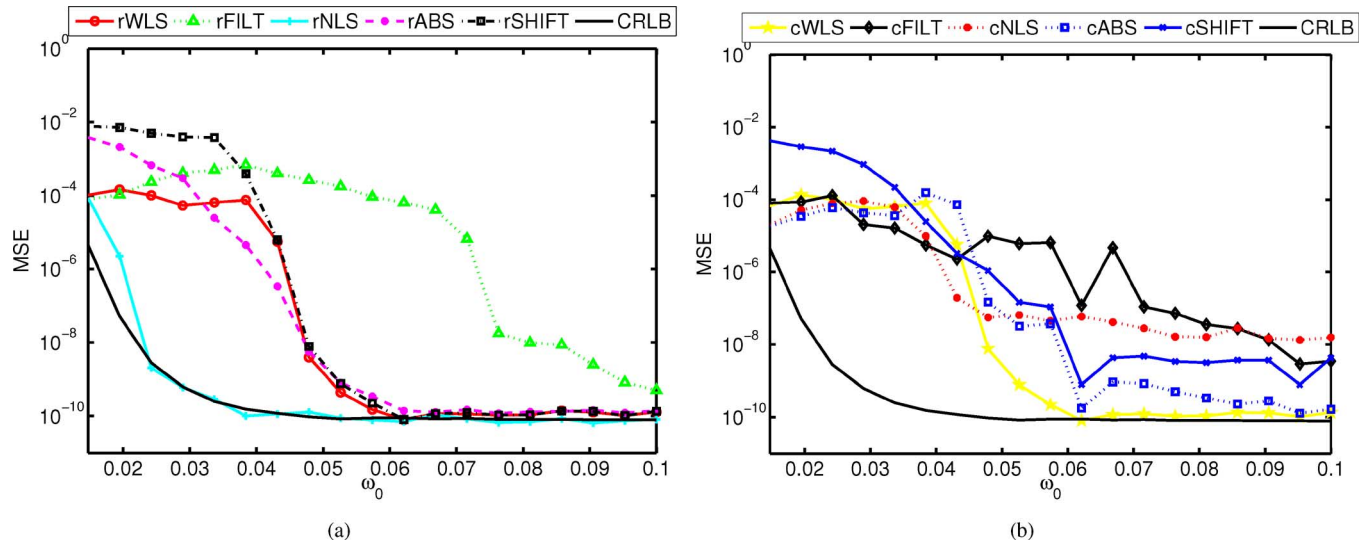 rWLS rFILT rNLS rABS rSHIFT CRLB
10^0
10^-2
10^-4
10^-6
10^-8
10^-10
MSE
0.02 0.03 0.04 0.05 0.06 0.07 0.08 0.09 0.1
ω_0
(a)
cWLS cFILT cNLS cABS cSHIFT CRLB
10^0
10^-2
10^-4
10^-6
10^-8
10^-10
MSE
0.02 0.03 0.04 0.05 0.06 0.07 0.08 0.09 0.1
ω_0
(b)